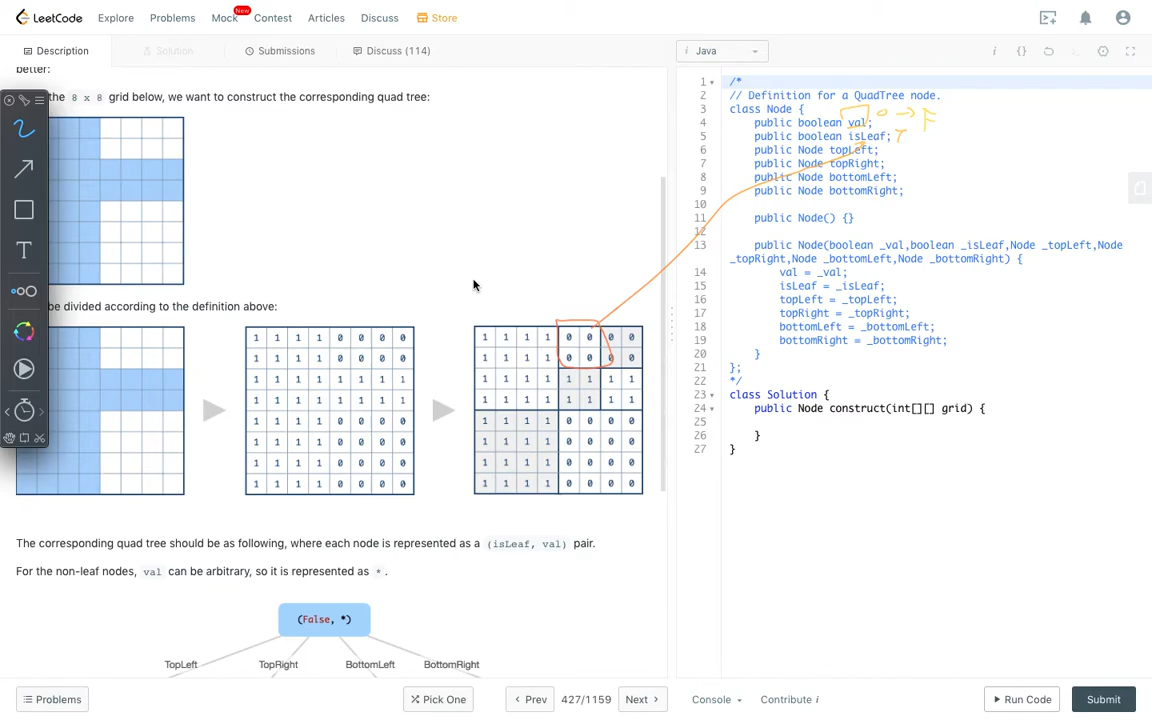 LeetCode Explore Problems Mock New Contest Articles Discuss Store
Description Solution Submissions Discuss (114)
better:
the 8 x 8 grid below, we want to construct the corresponding quad tree:
be divided according to the definition above:
1 1 1 1 0 0 0 0
1 1 1 1 0 0 0 0
1 1 1 1 1 1 1 1
1 1 1 1 1 1 1 1
1 1 1 1 0 0 0 0
1 1 1 1 0 0 0 0
1 1 1 1 0 0 0 0
1 1 1 1 0 0 0 0
1 1 1 1 0 0 0 0
1 1 1 1 0 0 0 0
1 1 1 1 1 1 1 1
1 1 1 1 1 1 1 1
1 1 1 1 0 0 0 0
1 1 1 1 0 0 0 0
1 1 1 1 0 0 0 0
1 1 1 1 0 0 0 0
The corresponding quad tree should be as following, where each node is represented as a (isLeaf, val) pair.
For the non-leaf nodes, val can be arbitrary, so it is represented as *.
(False, *)
TopLeft TopRight BottomLeft BottomRight
i Java
i {}
1 /*
2 // Definition for a QuadTree node.
3 class Node {
4 public boolean val; 0 → F
5 public boolean isLeaf; T
6 public Node topLeft;
7 public Node topRight;
8 public Node bottomLeft;
9 public Node bottomRight;
10
11 public Node() {}
12
13 public Node(boolean _val,boolean _isLeaf,Node _topLeft,Node
_topRight,Node _bottomLeft,Node _bottomRight) {
14 val = _val;
15 isLeaf = _isLeaf;
16 topLeft = _topLeft;
17 topRight = _topRight;
18 bottomLeft = _bottomLeft;
19 bottomRight = _bottomRight;
20 }
21 };
22 */
23 class Solution {
24 public Node construct(int[][] grid) {
25
26 }
27 }
Problems Pick One Prev 427/1159 Next Console Contribute i Run Code Submit